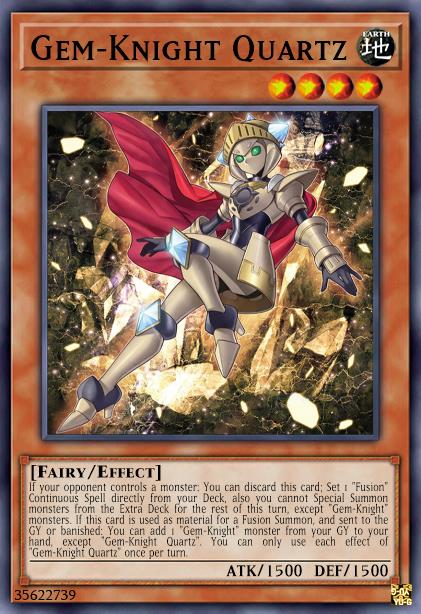 Gem-Knight Quartz
EARTH
地
[Fairy/Effect]
If your opponent controls a monster: You can discard this card; Set 1 "Fusion"
Continuous Spell directly from your Deck, also you cannot Special Summon
monsters from the Extra Deck for the rest of this turn, except "Gem-Knight"
monsters. If this card is used as material for a Fusion Summon, and sent to the
GY or banished: You can add 1 "Gem-Knight" monster from your GY to your
hand, except "Gem-Knight Quartz". You can only use each effect of
"Gem-Knight Quartz" once per turn.
ATK/1500 DEF/1500
35622739